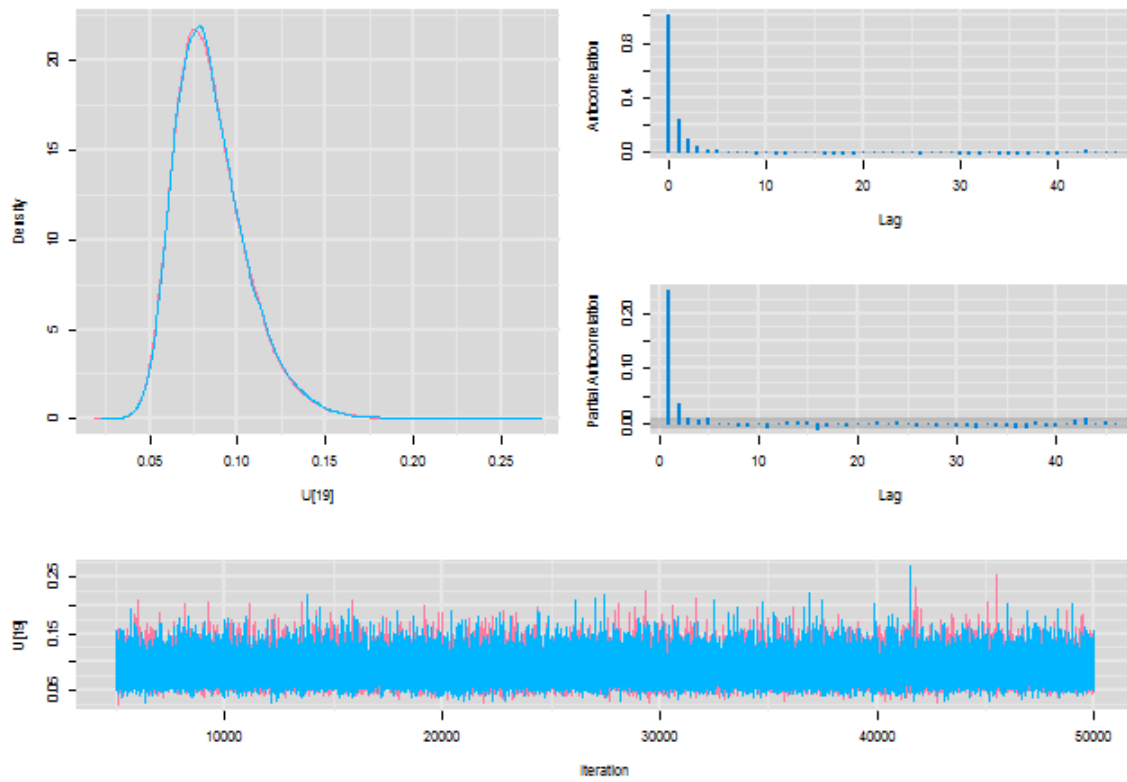 Density
0 5 10 15 20
0.05 0.10 0.15 0.20 0.25
U[19]
Autocorrelation
0.0 0.4 0.8
0 10 20 30 40
Lag
Partial Autocorrelation
0.00 0.10 0.20
0 10 20 30 40
Lag
U[19]
0.05 0.15 0.25
10000 20000 30000 40000 50000
Iteration